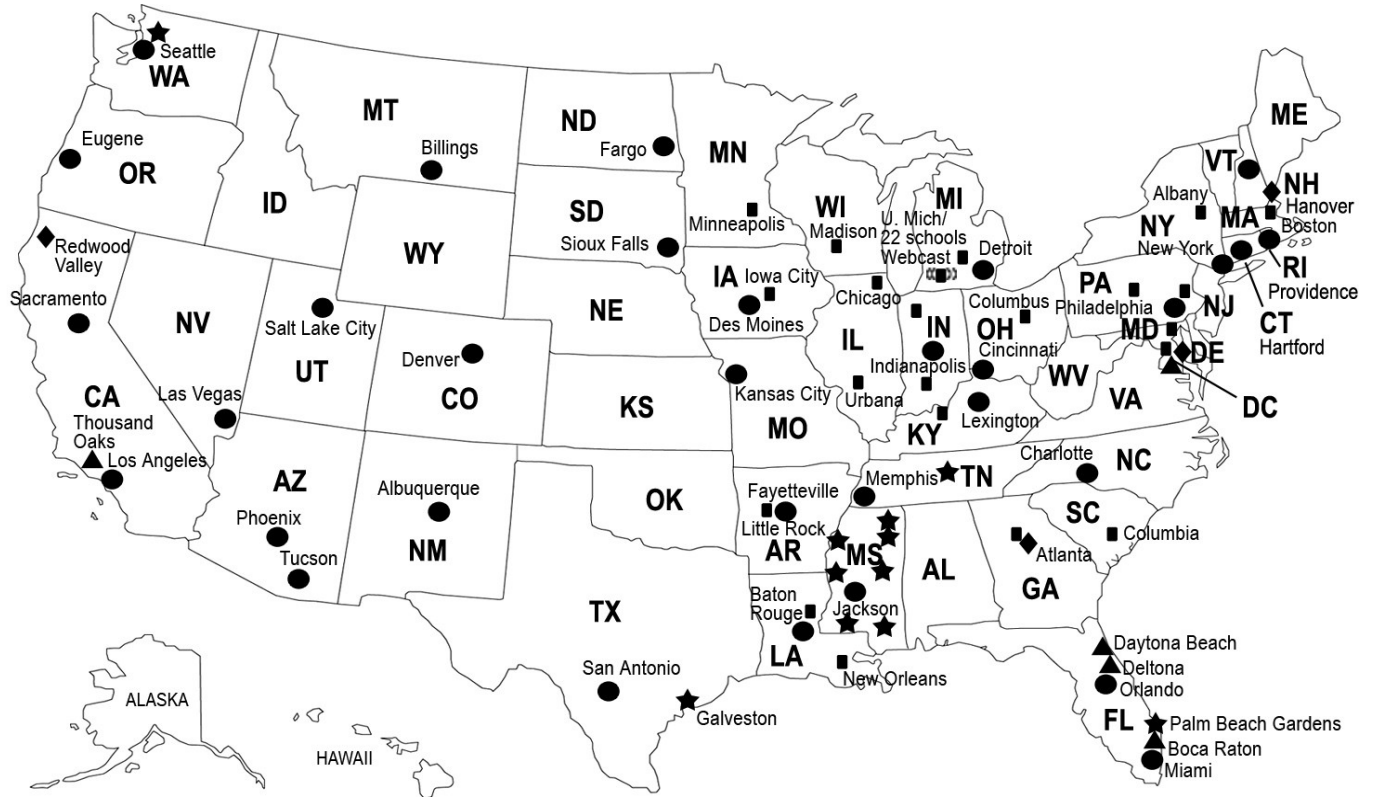 Seattle
WA
MT
ND
Eugene
OR
Billings
Fargo
MN
ME
VT
ID
SD
WI
MI
Albany
NH
Hanover
Minneapolis
Madison
U. Mich/
22 schools
Webcast
NY
MA
Boston
Redwood
Valley
WY
Sioux Falls
Detroit
New York
RI
Providence
Sacramento
NV
Salt Lake City
UT
NE
IA
Iowa City
Des Moines
Chicago
Columbus
PA
Philadelphia
NJ
CT
Hartford
IL
IN
OH
MD
DE
Denver
CO
Indianapolis
Cincinnati
WV
VA
DC
CA
Las Vegas
Kansas City
KS
MO
Urbana
KY
Lexington
Thousand
Oaks
Los Angeles
AZ
Albuquerque
NM
OK
Fayetteville
Little Rock
AR
Memphis
TN
Charlotte
NC
Phoenix
Tucson
MS
AL
SC
Columbia
Atlanta
GA
TX
Baton
Rouge
Jackson
LA
New Orleans
San Antonio
Galveston
Daytona Beach
Deltona
Orlando
FL
Palm Beach Gardens
Boca Raton
Miami
ALASKA
HAWAII